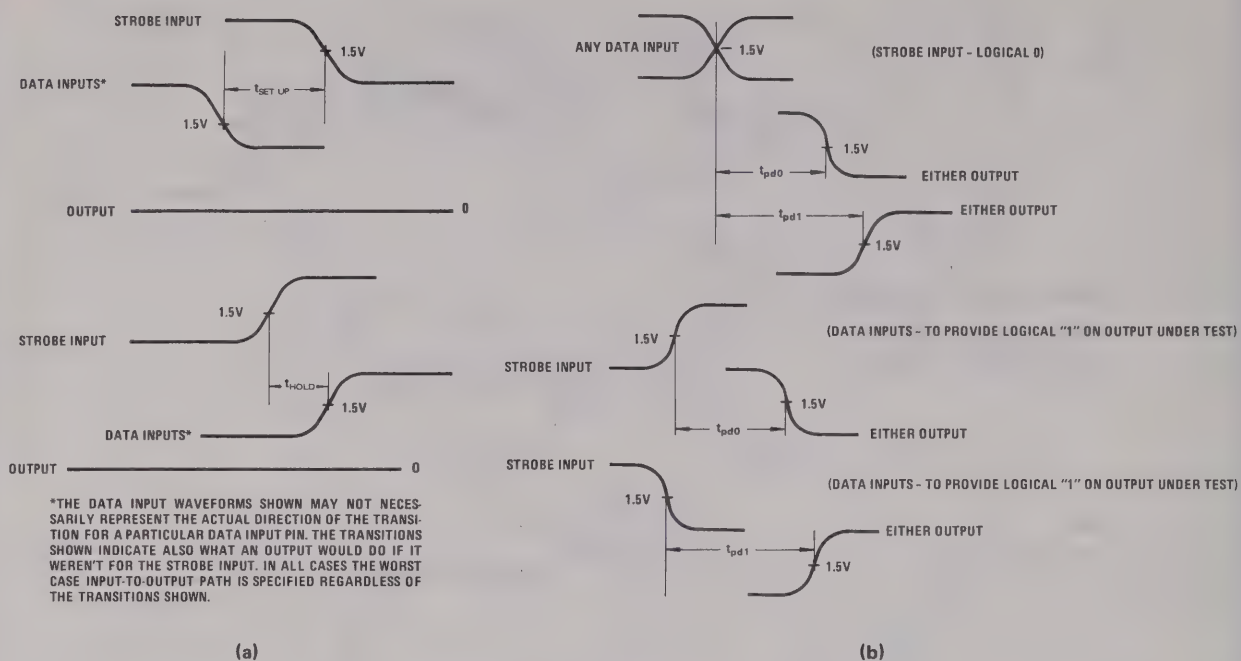 STROBE INPUT
1.5V
DATA INPUTS*
tSET UP
1.5V
OUTPUT
0
1.5V
STROBE INPUT
tHOLD
1.5V
DATA INPUTS*
OUTPUT
0
*THE DATA INPUT WAVEFORMS SHOWN MAY NOT NECES-
SARILY REPRESENT THE ACTUAL DIRECTION OF THE TRANSI-
TION FOR A PARTICULAR DATA INPUT PIN. THE TRANSITIONS
SHOWN INDICATE ALSO WHAT AN OUTPUT WOULD DO IF IT
WEREN'T FOR THE STROBE INPUT. IN ALL CASES THE WORST
CASE INPUT-TO-OUTPUT PATH IS SPECIFIED REGARDLESS OF
THE TRANSITIONS SHOWN.
(a)
ANY DATA INPUT
1.5V
(STROBE INPUT - LOGICAL 0)
1.5V
tpd0
EITHER OUTPUT
tpd1
EITHER OUTPUT
1.5V
1.5V
(DATA INPUTS - TO PROVIDE LOGICAL "1" ON OUTPUT UNDER TEST)
STROBE INPUT
1.5V
tpd0
EITHER OUTPUT
STROBE INPUT
1.5V
(DATA INPUTS - TO PROVIDE LOGICAL "1" ON OUTPUT UNDER TEST)
EITHER OUTPUT
tpd1
1.5V
(b)